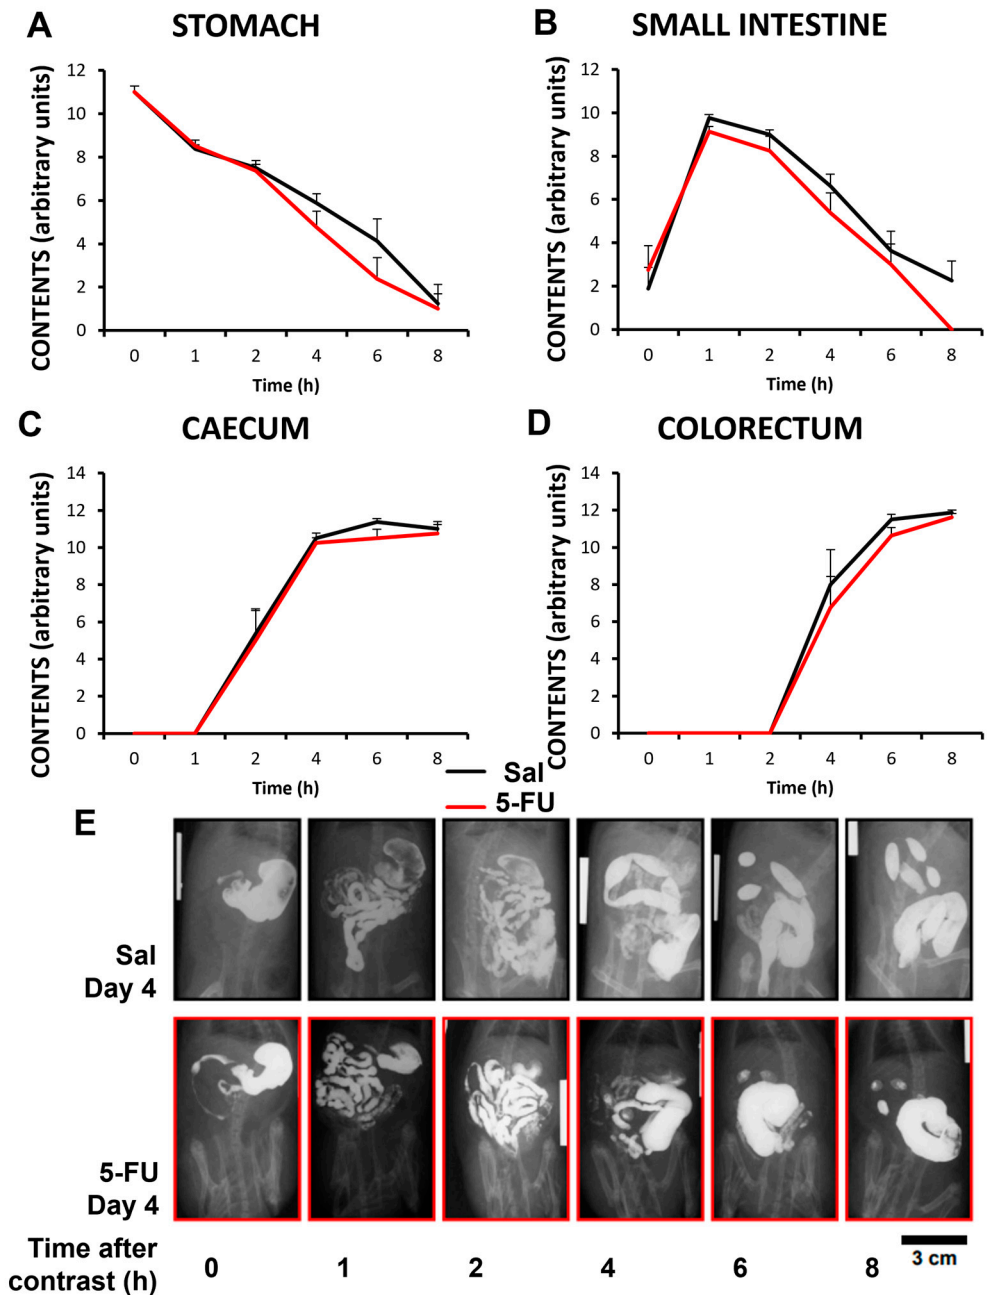 A
STOMACH
CONTENTS (arbitrary units)
12
10
8
6
4
2
0
0 1 2 4 6 8
Time (h)
B
SMALL INTESTINE
CONTENTS (arbitrary units)
12
10
8
6
4
2
0
0 1 2 4 6 8
Time (h)
C
CAECUM
CONTENTS (arbitrary units)
14
12
10
8
6
4
2
0
0 1 2 4 6 8
Time (h)
D
COLORECTUM
CONTENTS (arbitrary units)
14
12
10
8
6
4
2
0
0 1 2 4 6 8
Time (h)
Sal
5-FU
E
Sal
Day 4
5-FU
Day 4
Time after
contrast (h)
0 1 2 4 6 8
3 cm